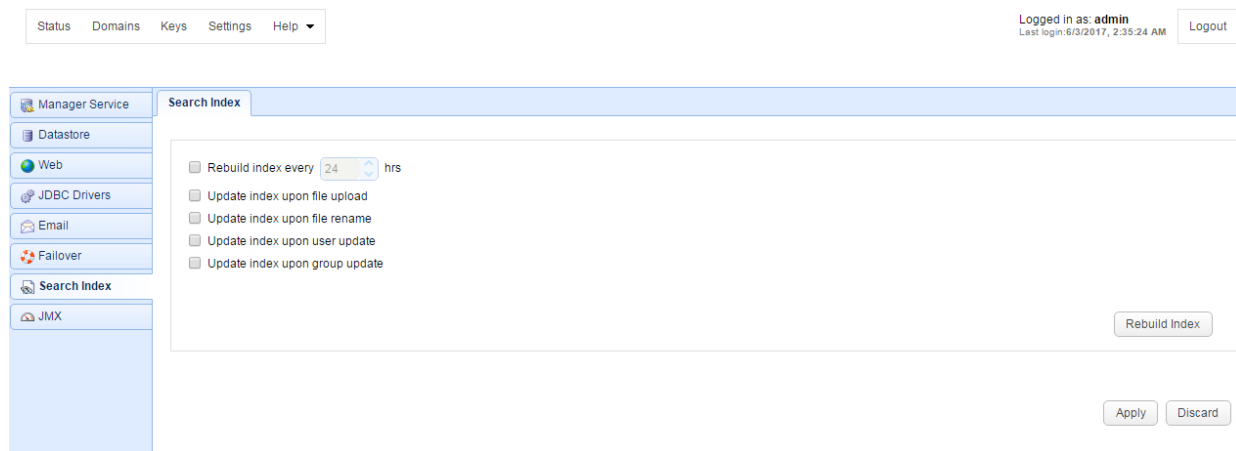 Status Domains Keys Settings Help
Logged in as: admin
Last login:6/3/2017, 2:35:24 AM
Logout
Manager Service
Datastore
Web
JDBC Drivers
Email
Failover
Search Index
JMX
Search Index
Rebuild index every 24 hrs
Update index upon file upload
Update index upon file rename
Update index upon user update
Update index upon group update
Rebuild Index
Apply Discard